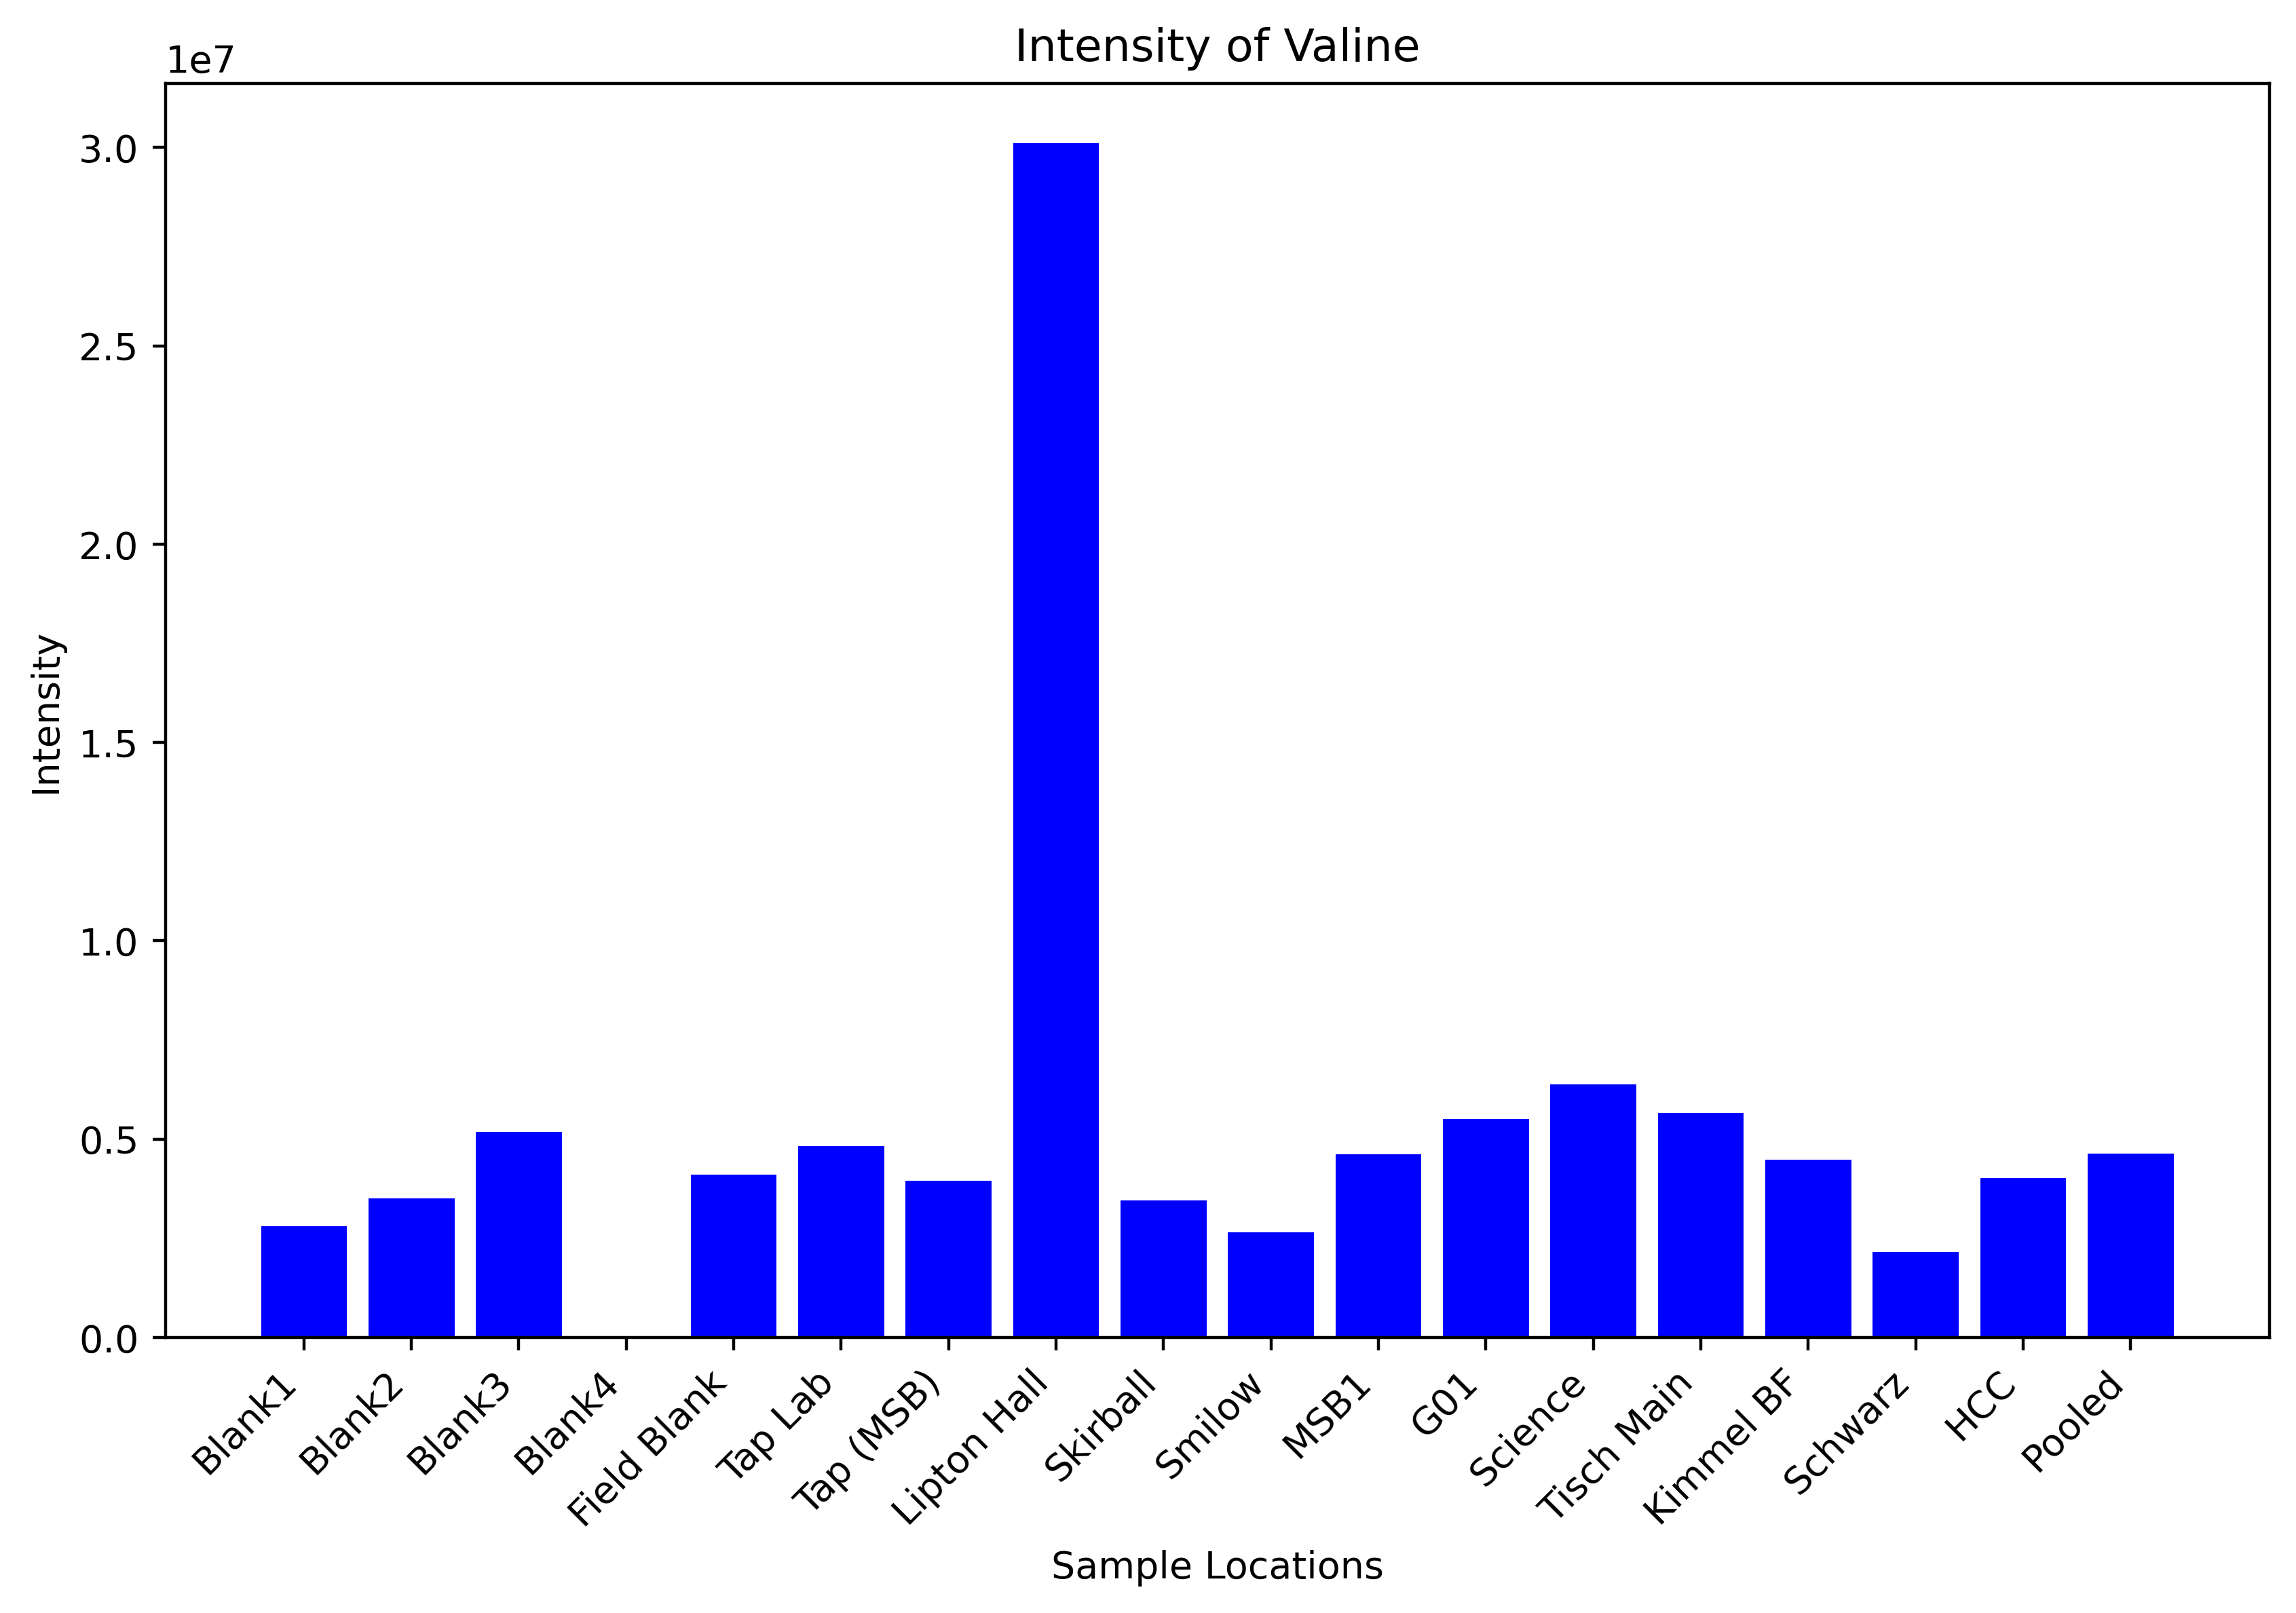 Intensity of Valine
1e7
3.0
2.5
2.0
1.5
1.0
0.5
0.0
Intensity
Blank1
Blank2
Blank3
Blank4
Field Blank
Tap Lab
Tap (MSB)
Lipton Hall
Skirball
Smilow
MSB1
G01
Science
Tisch Main
Kimmel BF
Schwarz
HCC
Pooled
Sample Locations